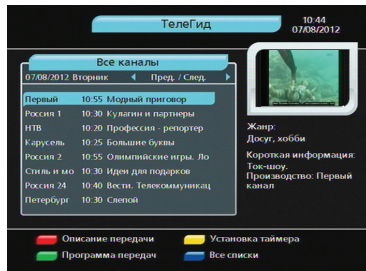 ТелеГид
10:44
07/08/2012
Все каналы
07/08/2012 Вторник Пред. / След.
Первый 10:55 Модный приговор
Россия 1 10:30 Кулагин и партнеры
НТВ 10:20 Профессия - репортер
Карусель 10:25 Большие буквы
Россия 2 10:55 Олимпийские игры. Ло
Стиль и мо 10:30 Идеи для подарков
Россия 24 10:40 Вести. Телекоммуникац
Петербург 10:30 Слепой
Жанр:
Досуг, хобби
Короткая информация:
Ток-шоу.
Производство: Первый
канал
Описание передачи
Установка таймера
Программа передач
Все списки